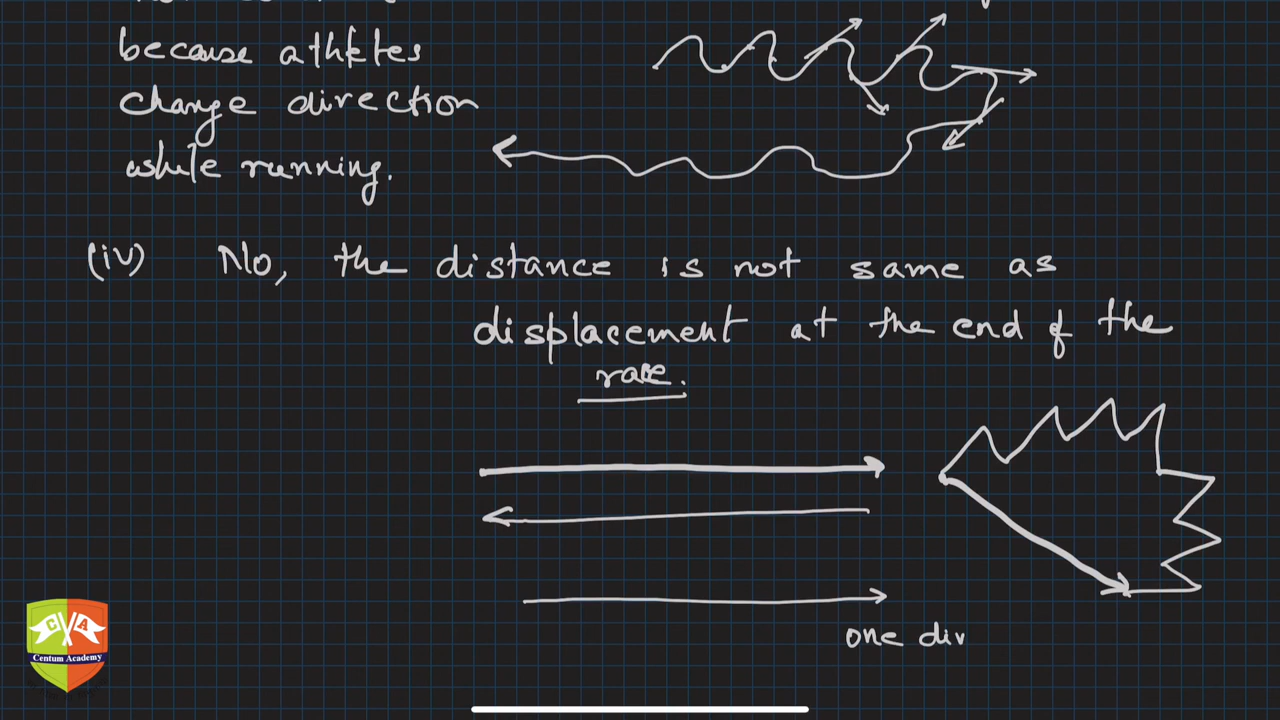 because athletes
change direction
while running.
(iv) No, the distance is not same as
displacement at the end of the
race.
one div
C A
Centum Academy